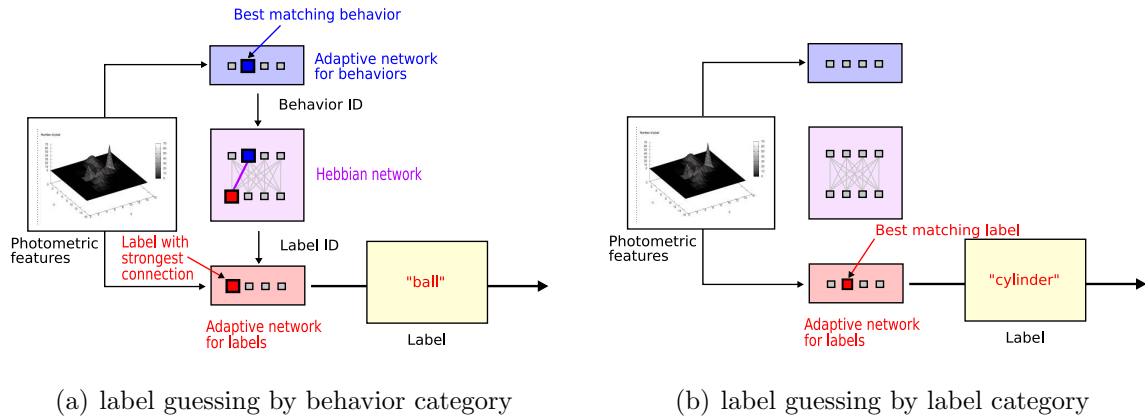 Best matching behavior
Adaptive network
for behaviors
Behavior ID
Hebbian network
Photometric
features
Label with
strongest
connection
Label ID
"ball"
Adaptive network
for labels
Label
(a) label guessing by behavior category
Photometric
features
Best matching label
"cylinder"
Adaptive network
for labels
Label
(b) label guessing by label category